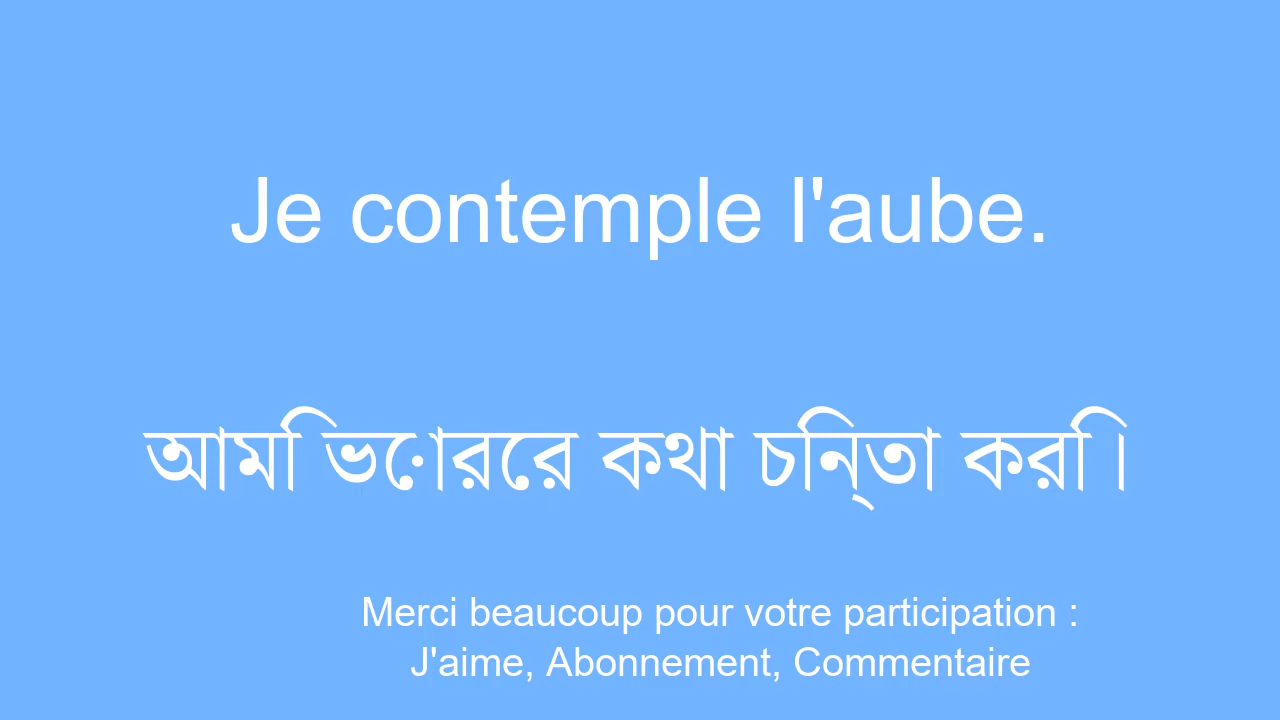 Je contemple l'aube.
আমি ভোরের কথা চিন্তা করি।
Merci beaucoup pour votre participation :
J'aime, Abonnement, Commentaire